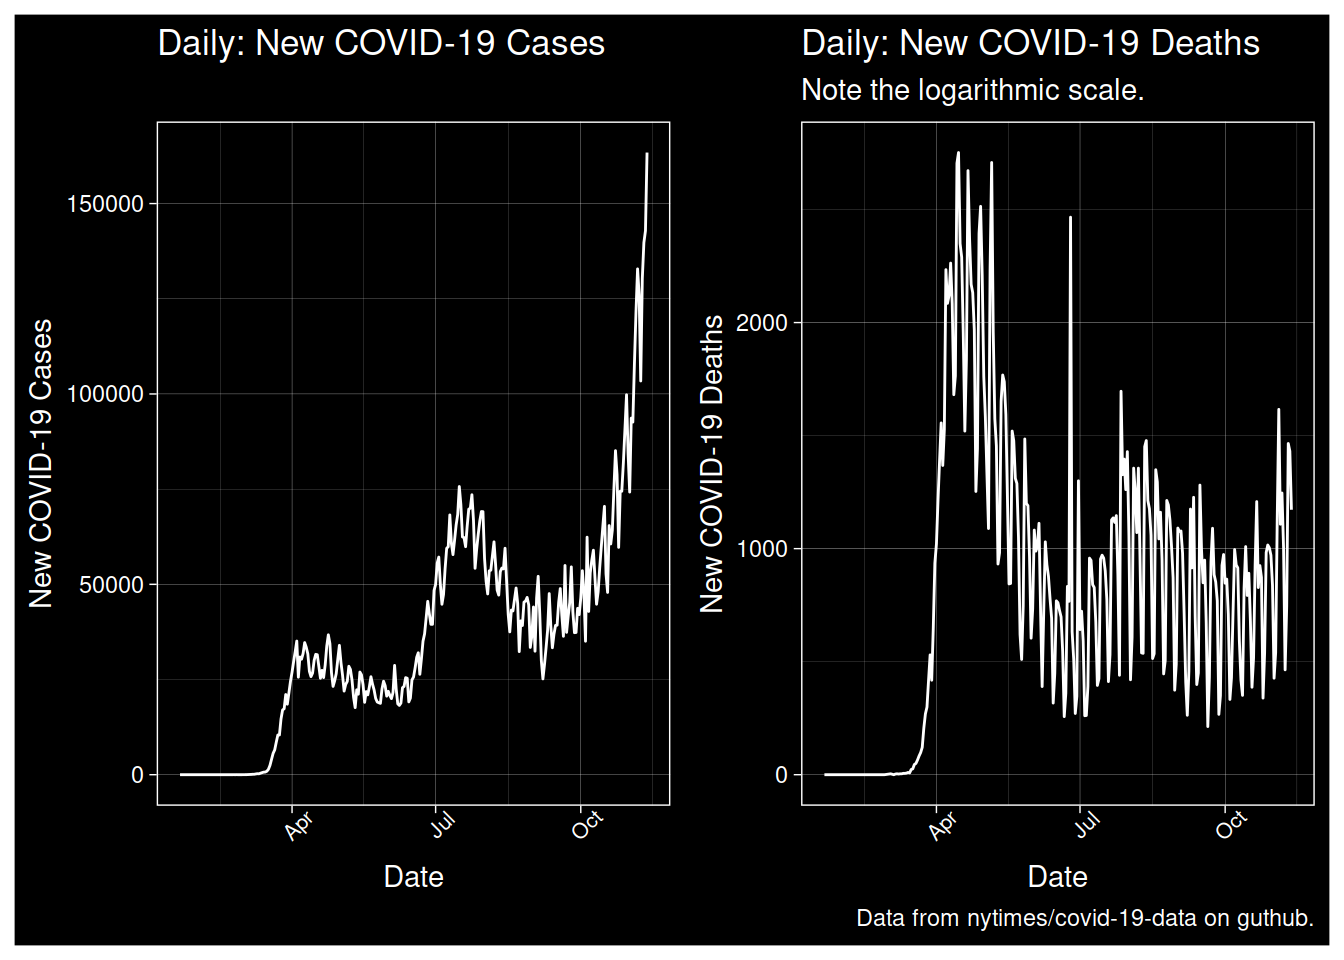 Daily: New COVID-19 Cases
New COVID-19 Cases
150000
100000
50000
0
Apr
Jul
Oct
Date
Daily: New COVID-19 Deaths
Note the logarithmic scale.
New COVID-19 Deaths
2000
1000
0
Apr
Jul
Oct
Date
Data from nytimes/covid-19-data on guthub.